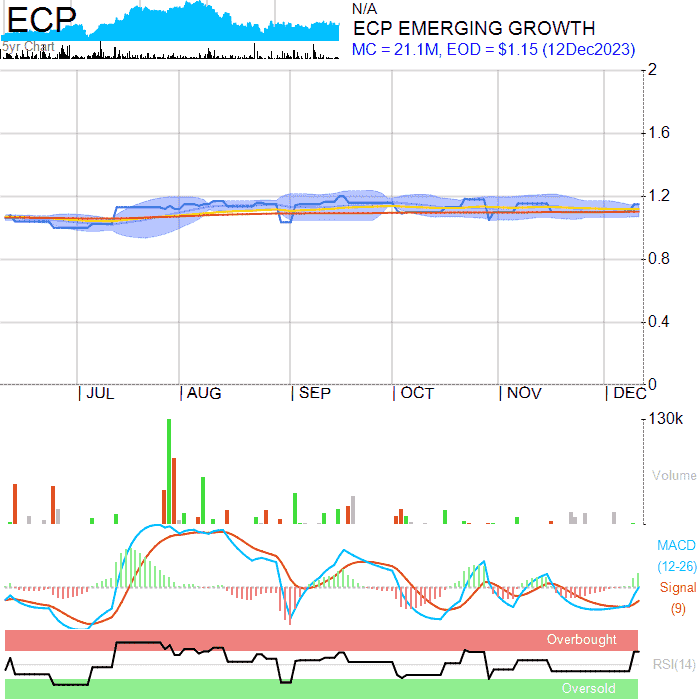 ECP
5yr Chart
N/A
ECP EMERGING GROWTH
MC = 21.1M, EOD = $1.15 (12Dec2023)
2
1.6
1.2
0.8
0.4
0
JUL AUG SEP OCT NOV DEC
130k
Volume
MACD
(12-26)
Signal
(9)
Overbought
RSI(14)
Oversold